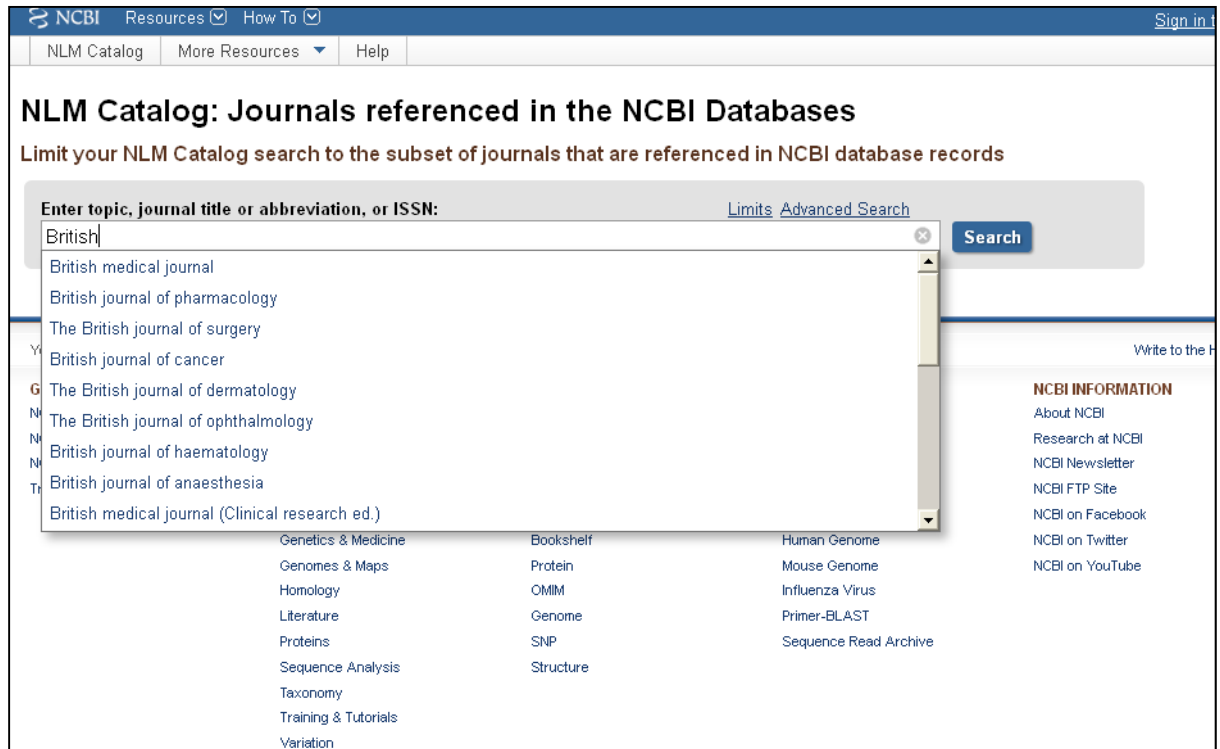 NCBI Resources How To Sign in t
NLM Catalog More Resources Help
NLM Catalog: Journals referenced in the NCBI Databases
Limit your NLM Catalog search to the subset of journals that are referenced in NCBI database records
Enter topic, journal title or abbreviation, or ISSN: Limits Advanced Search
British Search
British medical journal
British journal of pharmacology
The British journal of surgery
British journal of cancer
The British journal of dermatology
The British journal of ophthalmology
British journal of haematology
British journal of anaesthesia
British medical journal (Clinical research ed.)
Write to the H
NCBI INFORMATION
About NCBI
Research at NCBI
NCBI Newsletter
NCBI FTP Site
NCBI on Facebook
NCBI on Twitter
NCBI on YouTube
Genetics & Medicine
Genomes & Maps
Homology
Literature
Proteins
Sequence Analysis
Taxonomy
Training & Tutorials
Variation
Bookshelf
Protein
OMIM
Genome
SNP
Structure
Human Genome
Mouse Genome
Influenza Virus
Primer-BLAST
Sequence Read Archive